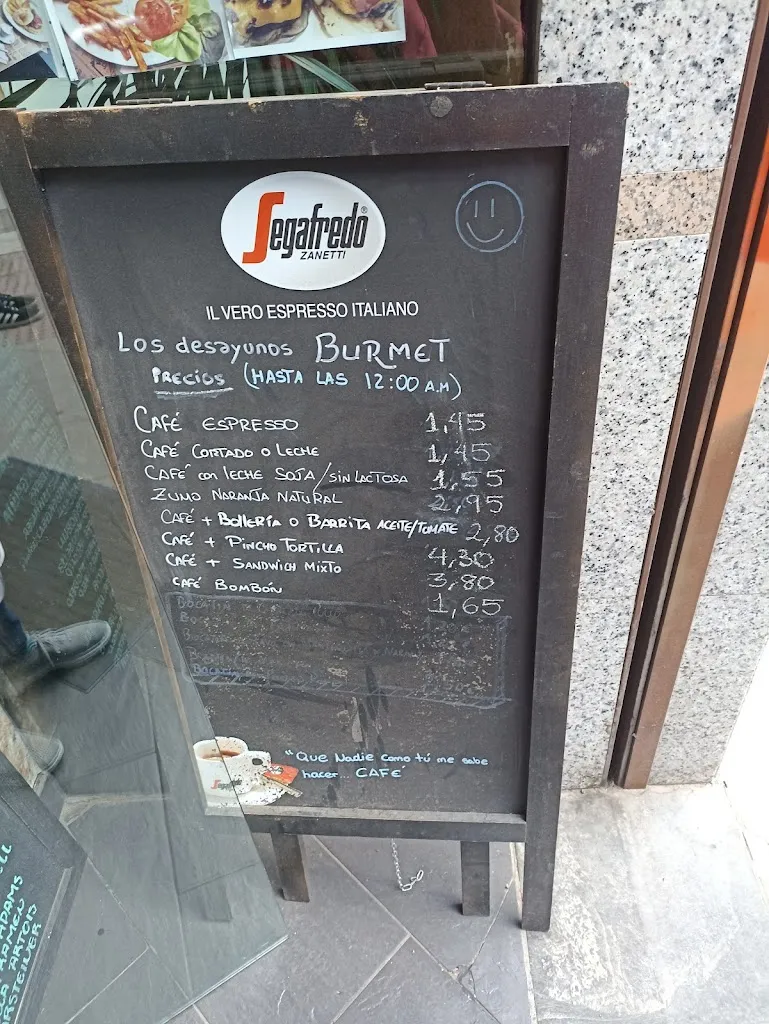 Segafredo®
ZANETTI
IL VERO ESPRESSO ITALIANO
Los desayunos BURMET
PRECIOS (HASTA LAS 12:00 A.M)
CAFÉ ESPRESSO 1,45
CAFÉ CORTADO O LECHE 1,45
CAFÉ con LECHE SOJA/SIN LACTOSA 1,55
ZUMO NARANJA NATURAL 2,95
CAFÉ + BOLLERÍA O BARRITA ACEITE/TOMATE 2,80
CAFÉ + PINCHO TORTILLA 4,30
CAFÉ + SANDWICH MIXTO 3,80
CAFÉ BOMBÓN 1,65
"Que Nadie como tú me sabe
hacer... CAFÉ
ADAMS
ARTOIS